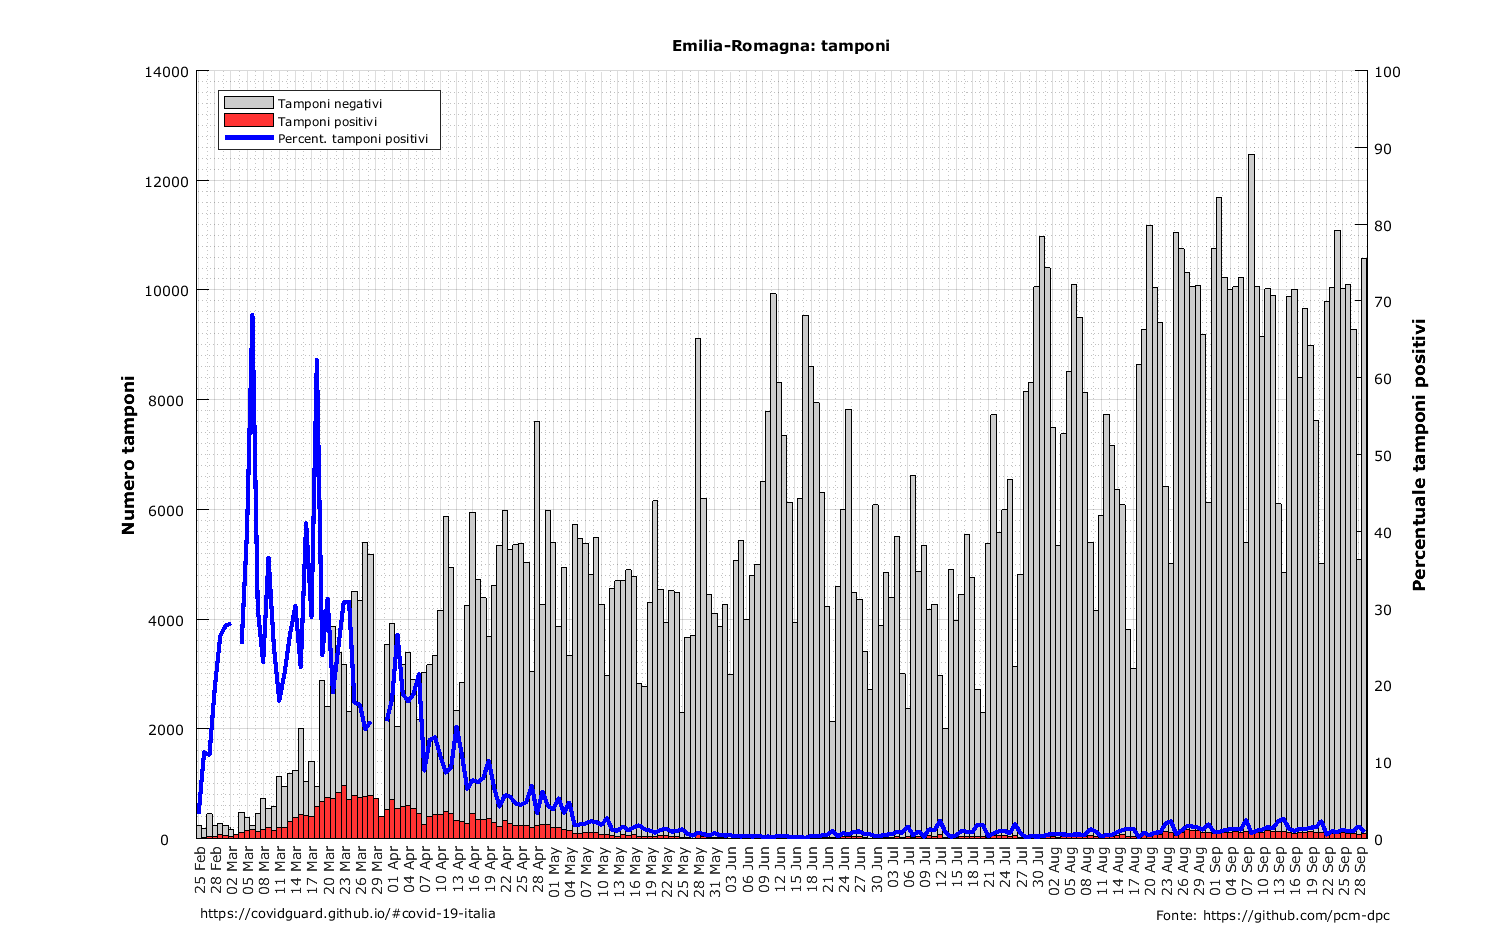 Emilia-Romagna: tamponi
Tamponi negativi
Tamponi positivi
Percent. tamponi positivi
Numero tamponi
14000
12000
10000
8000
6000
4000
2000
0
Percentuale tamponi positivi
100
90
80
70
60
50
40
30
20
10
0
25 Feb
28 Feb
02 Mar
05 Mar
08 Mar
11 Mar
14 Mar
17 Mar
20 Mar
23 Mar
26 Mar
29 Mar
01 Apr
04 Apr
07 Apr
10 Apr
13 Apr
16 Apr
19 Apr
22 Apr
25 Apr
28 Apr
01 May
04 May
07 May
10 May
13 May
16 May
19 May
22 May
25 May
28 May
31 May
03 Jun
06 Jun
09 Jun
12 Jun
15 Jun
18 Jun
21 Jun
24 Jun
27 Jun
30 Jun
03 Jul
06 Jul
09 Jul
12 Jul
15 Jul
18 Jul
21 Jul
24 Jul
27 Jul
30 Jul
02 Aug
05 Aug
08 Aug
11 Aug
14 Aug
17 Aug
20 Aug
23 Aug
26 Aug
29 Aug
01 Sep
04 Sep
07 Sep
10 Sep
13 Sep
16 Sep
19 Sep
22 Sep
25 Sep
28 Sep
https://covidguard.github.io/#covid-19-italia
Fonte: https://github.com/pcm-dpc